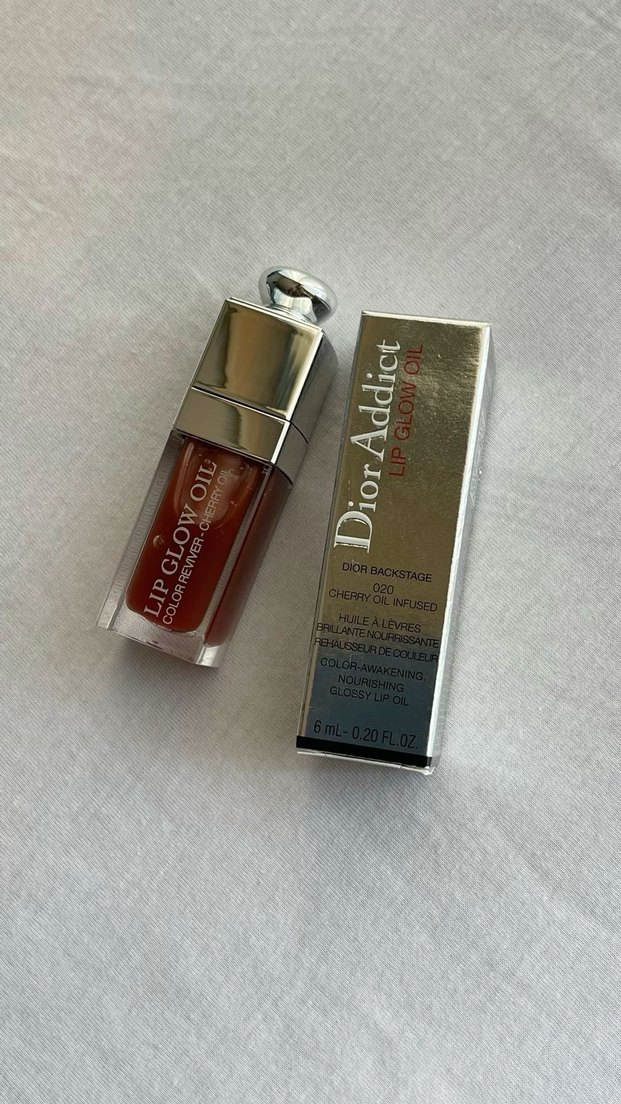 LIP GLOW OIL
COLOR REVIVER - CHERRY OIL
Dior Addict
LIP GLOW OIL
DIOR BACKSTAGE
020
CHERRY OIL INFUSED
HUILE À LÈVRES
BRILLANTE NOURRISSANTE
REHAUSSEUR DE COULEUR
COLOR-AWAKENING,
NOURISHING
GLOSSY LIP OIL
6 mL - 0.20 FL.OZ.